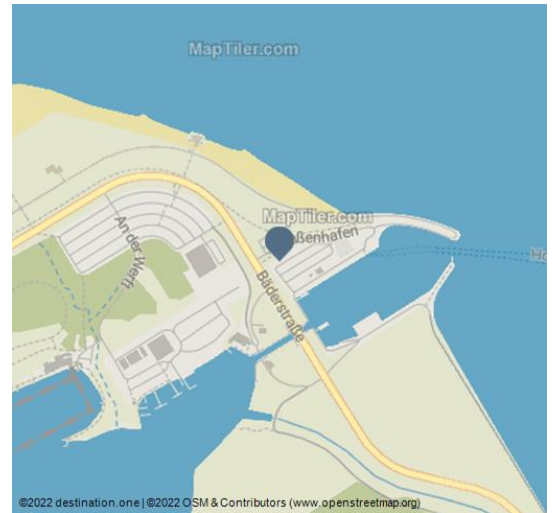 MapTiler.com
An der Werft
MapTiler.com
ßenhafen
Bäderstraße
©2022 destination.one | ©2022 OSM & Contributors (www.openstreetmap.org)